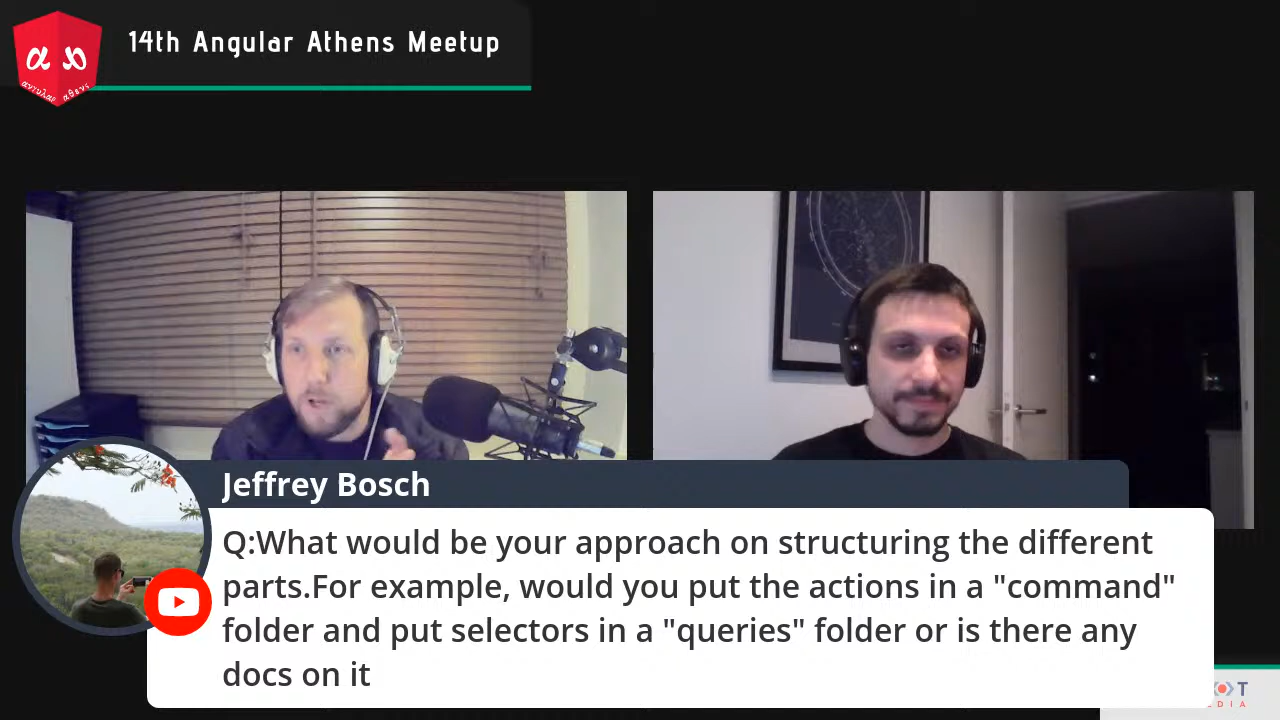 14th Angular Athens Meetup
αγγυλαρ αθενς
Jeffrey Bosch
Q:What would be your approach on structuring the different
parts.For example, would you put the actions in a "command"
folder and put selectors in a "queries" folder or is there any
docs on it